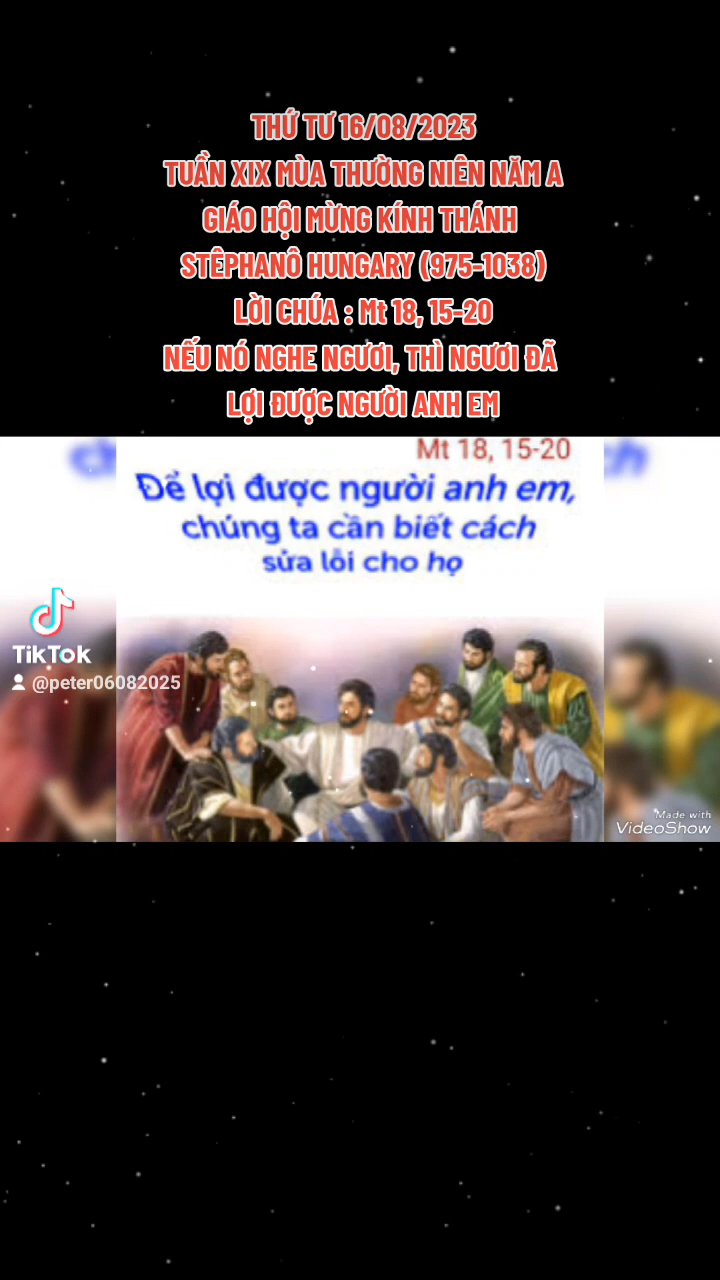 THỨ TƯ 16/08/2023
TUẦN XIX MÙA THƯỜNG NIÊN NĂM A
GIÁO HỘI MỪNG KÍNH THÁNH
STÊPHANÔ HUNGARY (975-1038)
LỜI CHÚA : Mt 18, 15-20
NẾU NÓ NGHE NGƯƠI, THÌ NGƯƠI ĐÃ
LỢI ĐƯỢC NGƯỜI ANH EM
Mt 18, 15-20
Để lợi được người anh em,
chúng ta cần biết cách
sửa lỗi cho họ
ch
ch
TikTok
@peter06082025
Made with
VideoShow